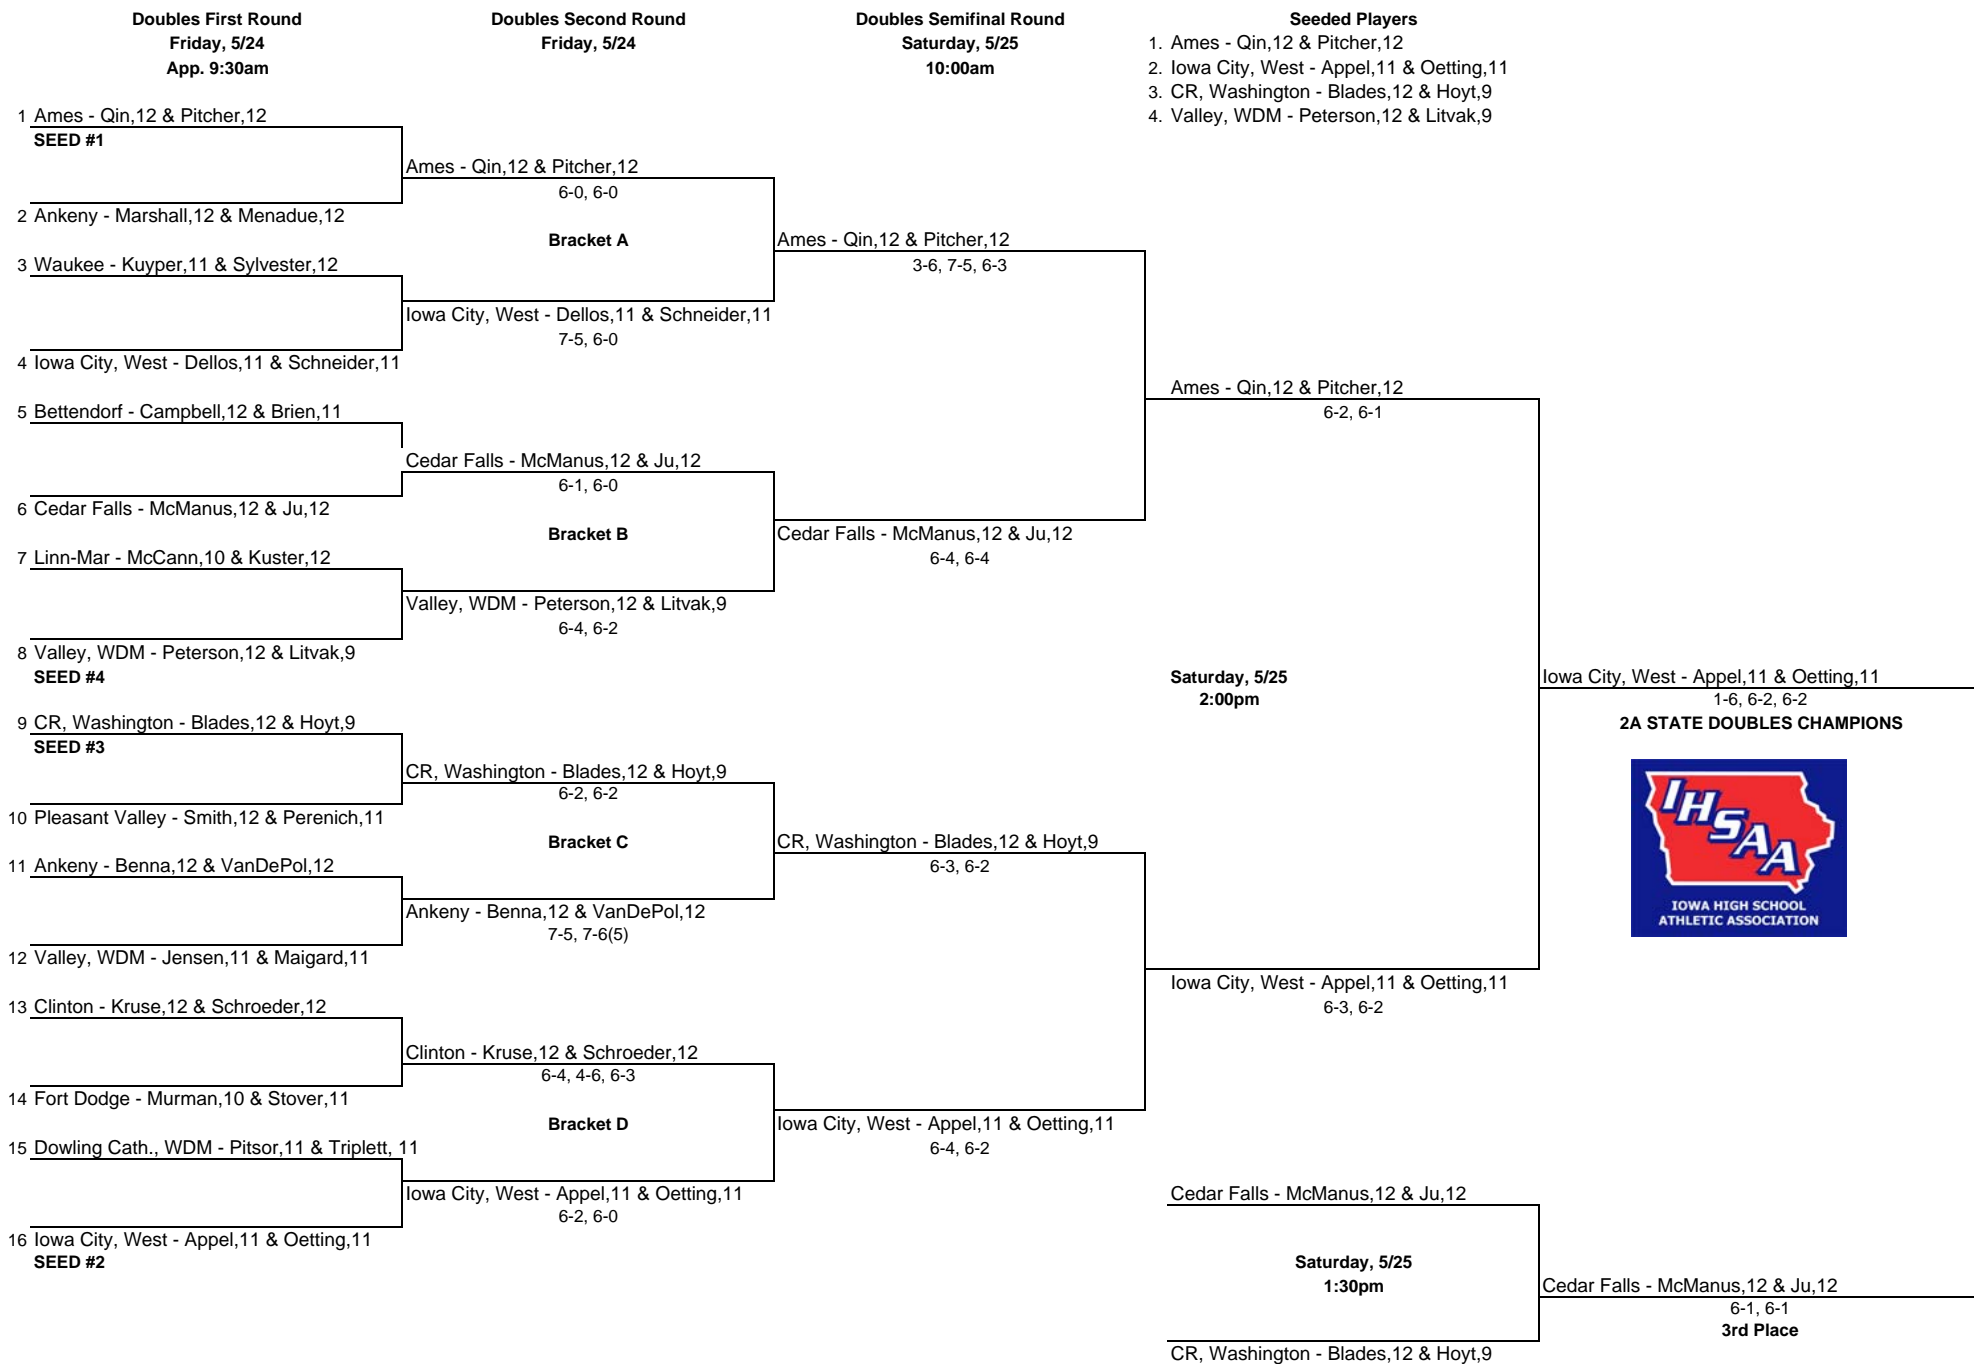 Doubles First Round
Friday, 5/24
App. 9:30am
1 Ames - Qin,12 & Pitcher,12
SEED #1
2 Ankeny - Marshall,12 & Menadue,12
3 Waukee - Kuyper,11 & Sylvester,12
4 Iowa City, West - Dellos,11 & Schneider,11
5 Bettendorf - Campbell,12 & Brien,11
6 Cedar Falls - McManus,12 & Ju,12
7 Linn-Mar - McCann,10 & Kuster,12
8 Valley, WDM - Peterson,12 & Litvak,9
SEED #4
9 CR, Washington - Blades,12 & Hoyt,9
SEED #3
10 Pleasant Valley - Smith,12 & Perenich,11
11 Ankeny - Benna,12 & VanDePol,12
12 Valley, WDM - Jensen,11 & Maigard,11
13 Clinton - Kruse,12 & Schroeder,12
14 Fort Dodge - Murman,10 & Stover,11
15 Dowling Cath., WDM - Pitsor,11 & Triplett, 11
16 Iowa City, West - Appel,11 & Oetting,11
SEED #2
Doubles Second Round
Friday, 5/24
Ames - Qin,12 & Pitcher,12
6-0, 6-0
Bracket A
Iowa City, West - Dellos,11 & Schneider,11
7-5, 6-0
Cedar Falls - McManus,12 & Ju,12
6-1, 6-0
Bracket B
Valley, WDM - Peterson,12 & Litvak,9
6-4, 6-2
CR, Washington - Blades,12 & Hoyt,9
6-2, 6-2
Bracket C
Ankeny - Benna,12 & VanDePol,12
7-5, 7-6(5)
Clinton - Kruse,12 & Schroeder,12
6-4, 4-6, 6-3
Bracket D
Iowa City, West - Appel,11 & Oetting,11
6-2, 6-0
Doubles Semifinal Round
Saturday, 5/25
10:00am
Ames - Qin,12 & Pitcher,12
3-6, 7-5, 6-3
Cedar Falls - McManus,12 & Ju,12
6-4, 6-4
CR, Washington - Blades,12 & Hoyt,9
6-3, 6-2
Iowa City, West - Appel,11 & Oetting,11
6-4, 6-2
Seeded Players
1. Ames - Qin,12 & Pitcher,12
2. Iowa City, West - Appel,11 & Oetting,11
3. CR, Washington - Blades,12 & Hoyt,9
4. Valley, WDM - Peterson,12 & Litvak,9
Ames - Qin,12 & Pitcher,12
6-2, 6-1
Saturday, 5/25
2:00pm
Iowa City, West - Appel,11 & Oetting,11
6-3, 6-2
Iowa City, West - Appel,11 & Oetting,11
1-6, 6-2, 6-2
2A STATE DOUBLES CHAMPIONS
IHSAA
IOWA HIGH SCHOOL
ATHLETIC ASSOCIATION
Cedar Falls - McManus,12 & Ju,12
Saturday, 5/25
1:30pm
CR, Washington - Blades,12 & Hoyt,9
Cedar Falls - McManus,12 & Ju,12
6-1, 6-1
3rd Place